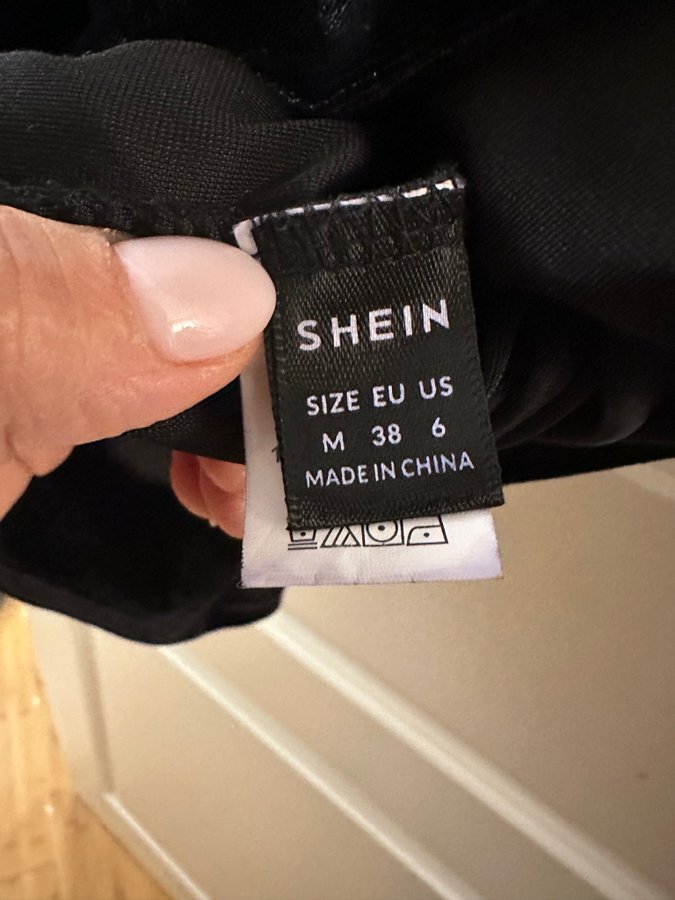 SHEIN
SIZE EU US
M 38 6
MADE IN CHINA